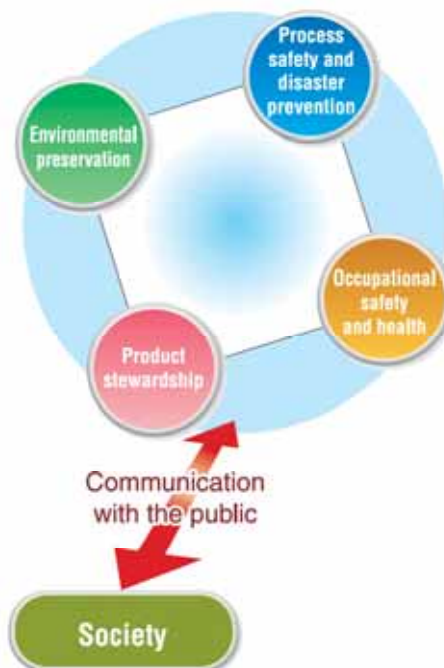 Process
safety and
disaster
prevention
Environmental
preservation
Occupational
safety
and health
Product
stewardship
Communication
with the public
Society